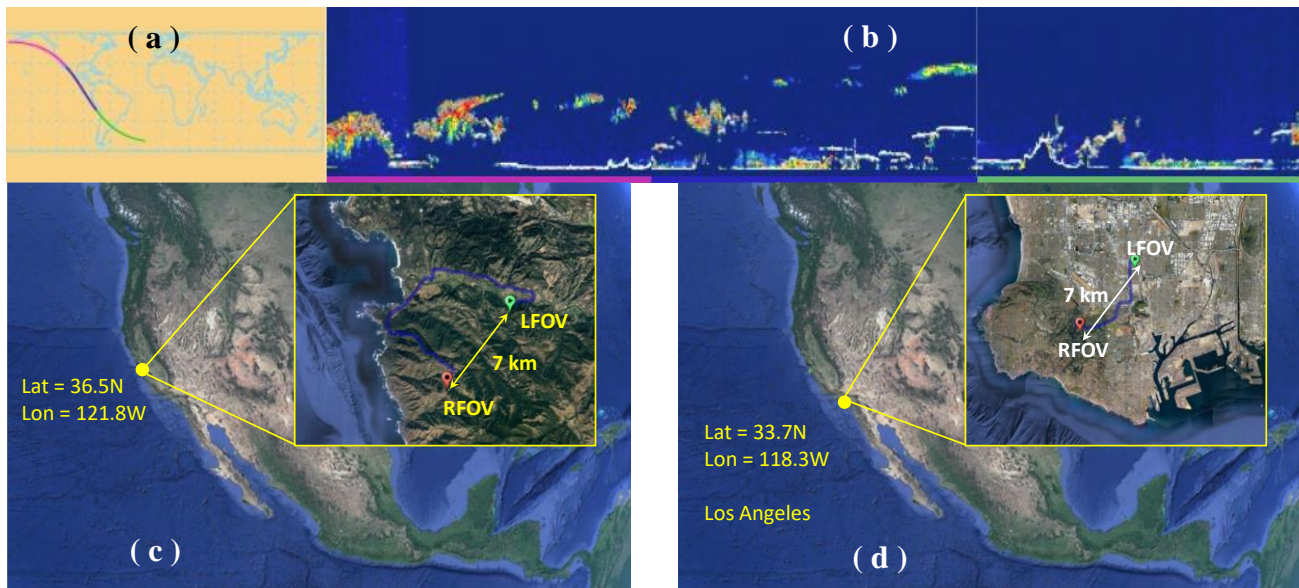 ( a )
( b )
LFOV
7 km
RFOV
Lat = 36.5N
Lon = 121.8W
( c )
LFOV
7 km
RFOV
Lat = 33.7N
Lon = 118.3W
Los Angeles
( d )